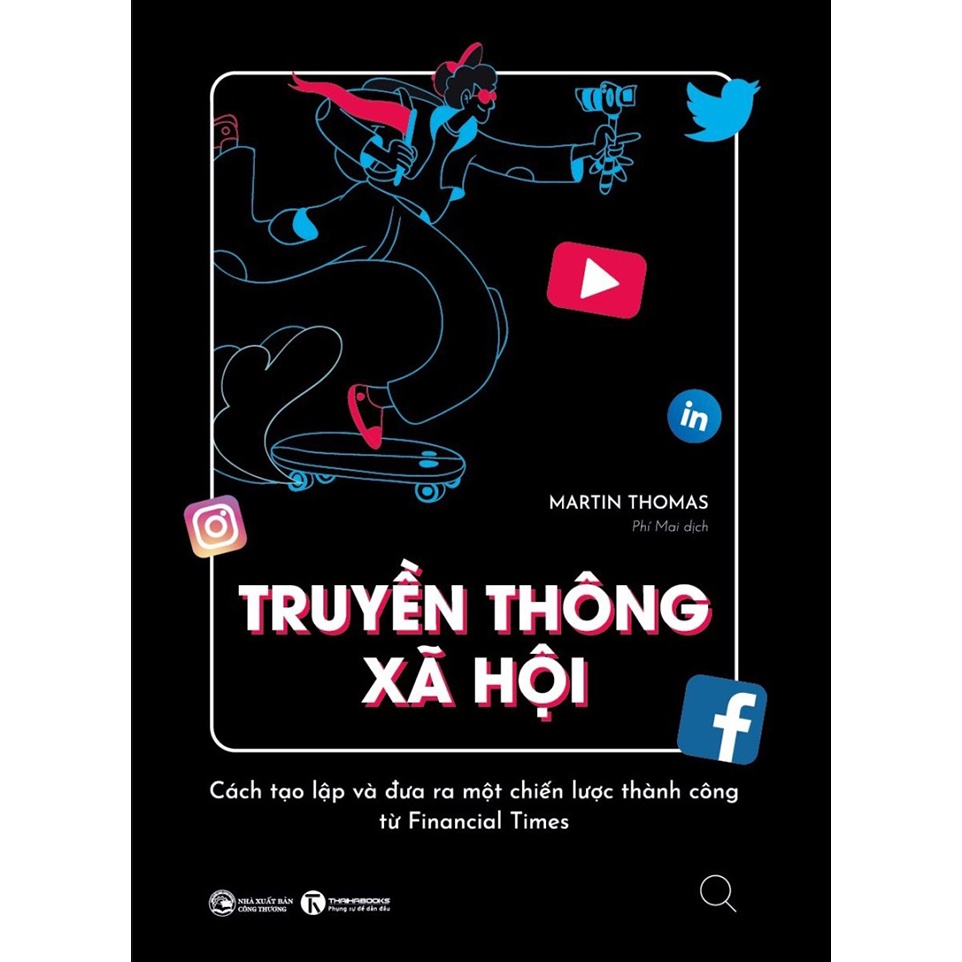 MARTIN THOMAS
Phí Mai dịch
TRUYỀN THÔNG
XÃ HỘI
Cách tạo lập và đưa ra một chiến lược thành công
từ Financial Times
NHÀ XUẤT BẢN
CÔNG THƯƠNG
THAIHABOOKS
Phụng sự để dẫn đầu
in
f